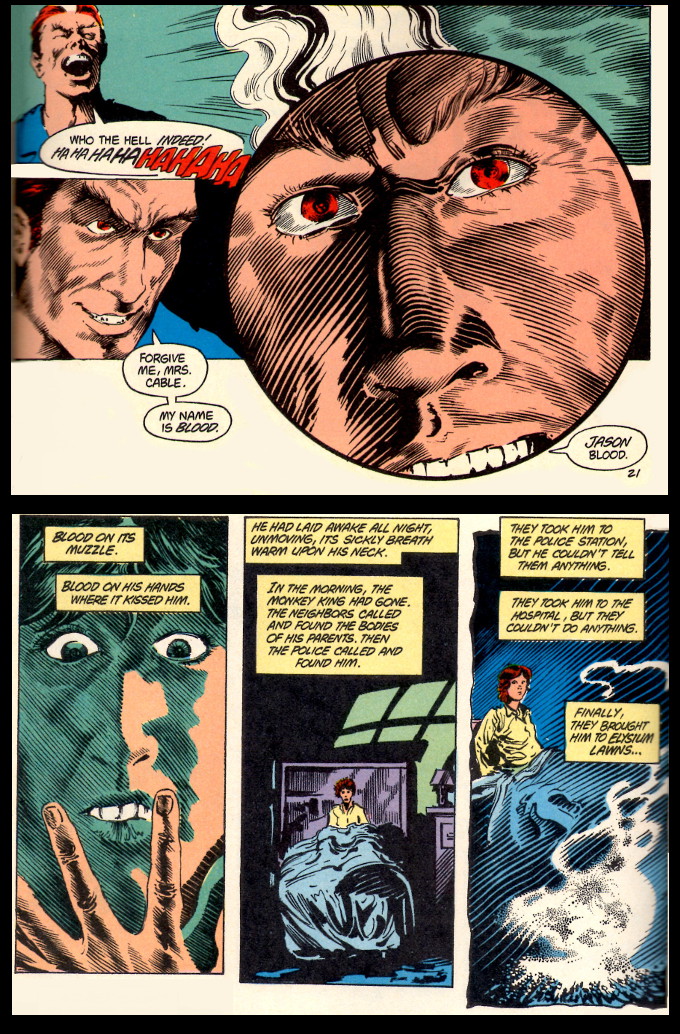 WHO THE HELL INDEED!
HA HA HA HA HAHAHA
FORGIVE
ME, MRS.
CABLE.
MY NAME
IS BLOOD.
JASON
BLOOD.
21
BLOOD ON ITS
MUZZLE.
BLOOD ON HIS HANDS
WHERE IT KISSED HIM.
HE HAD LAID AWAKE ALL NIGHT,
UNMOVING, ITS SICKLY BREATH
WARM UPON HIS NECK.
IN THE MORNING, THE
MONKEY KING HAD GONE.
THE NEIGHBORS CALLED
AND FOUND THE BODIES
OF HIS PARENTS. THEN
THE POLICE CALLED AND
FOUND HIM.
THEY TOOK HIM TO
THE POLICE STATION,
BUT HE COULDN'T TELL
THEM ANYTHING.
THEY TOOK HIM TO THE
HOSPITAL, BUT THEY
COULDN'T DO ANYTHING.
FINALLY,
THEY BROUGHT
HIM TO ELYSIUM
LAWNS...